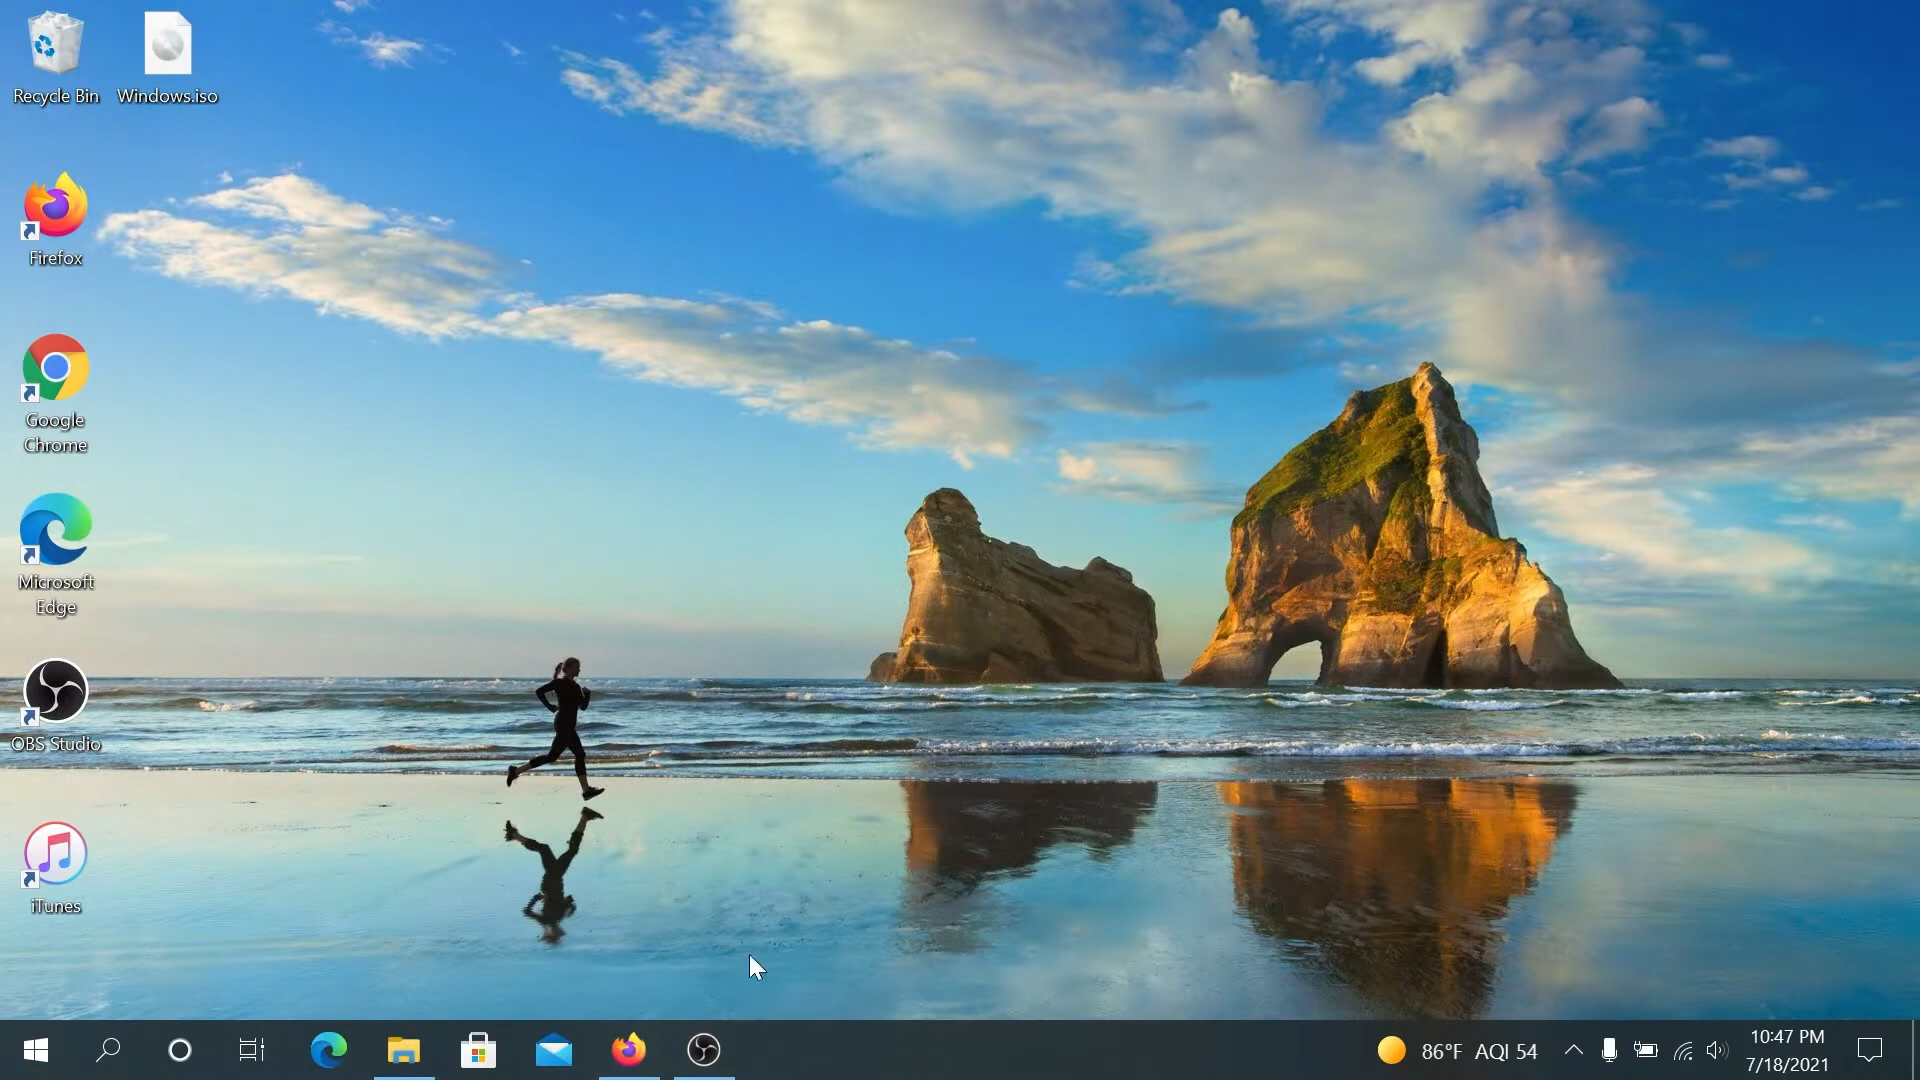 Recycle Bin
Windows.iso
Firefox
Google
Chrome
Microsoft
Edge
OBS Studio
iTunes
86°F AQI 54
10:47 PM
7/18/2021